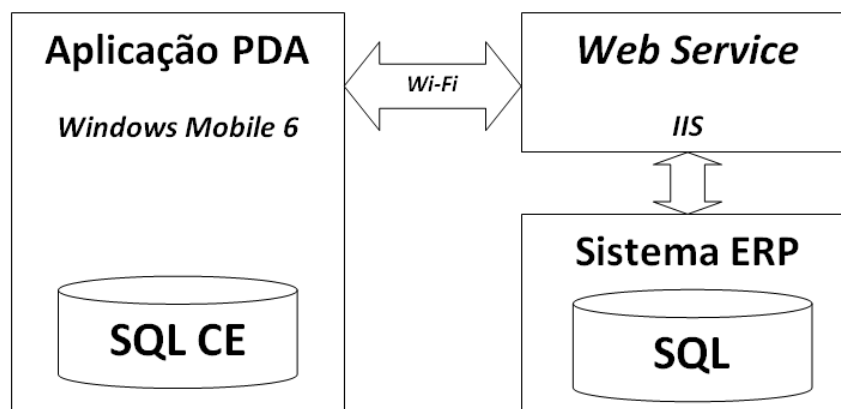 Aplicação PDA
Windows Mobile 6
SQL CE
Wi-Fi
Web Service
IIS
Sistema ERP
SQL